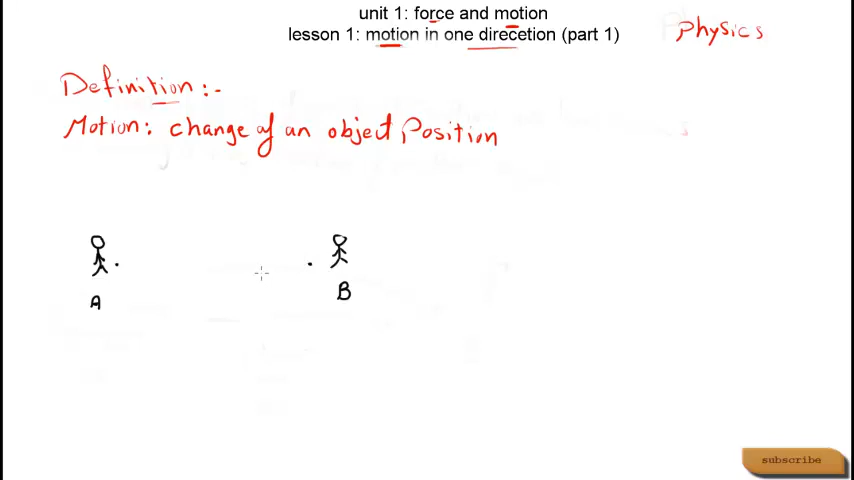 unit 1: force and motion
lesson 1: motion in one direcetion (part 1)
Physics
Definition:-
Motion: change of an object Position
A
B
subscribe